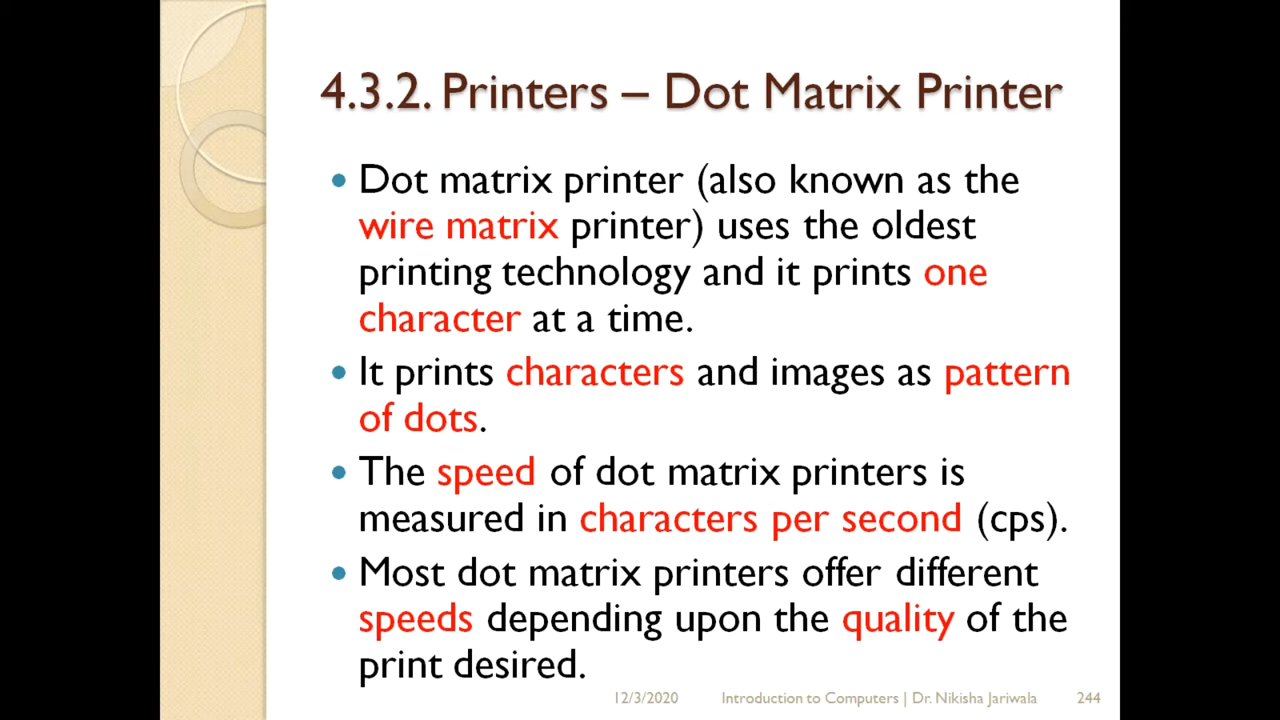 4.3.2. Printers – Dot Matrix Printer
Dot matrix printer (also known as the
wire matrix printer) uses the oldest
printing technology and it prints one
character at a time.
It prints characters and images as pattern
of dots.
The speed of dot matrix printers is
measured in characters per second (cps).
Most dot matrix printers offer different
speeds depending upon the quality of the
print desired.
12/3/2020 Introduction to Computers | Dr. Nikisha Jariwala 244